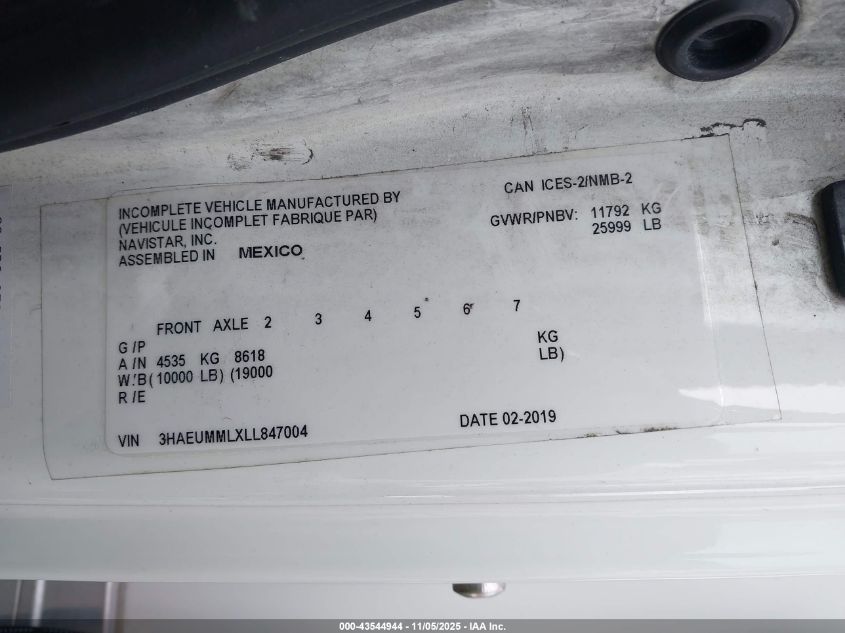 INCOMPLETE VEHICLE MANUFACTURED BY
(VEHICULE INCOMPLET FABRIQUE PAR)
NAVISTAR, INC.
ASSEMBLED IN MEXICO
CAN ICES-2/NMB-2
GVWR/PNBV: 11792 KG
25999 LB
FRONT AXLE 2 3 4 5 6 7
G/P
A/N 4535 KG 8618 KG
W/B (10000 LB) (19000 LB)
R/E
VIN 3HAEUMMLXLL847004
DATE 02-2019
000-43544944 - 11/05/2025 - IAA Inc.